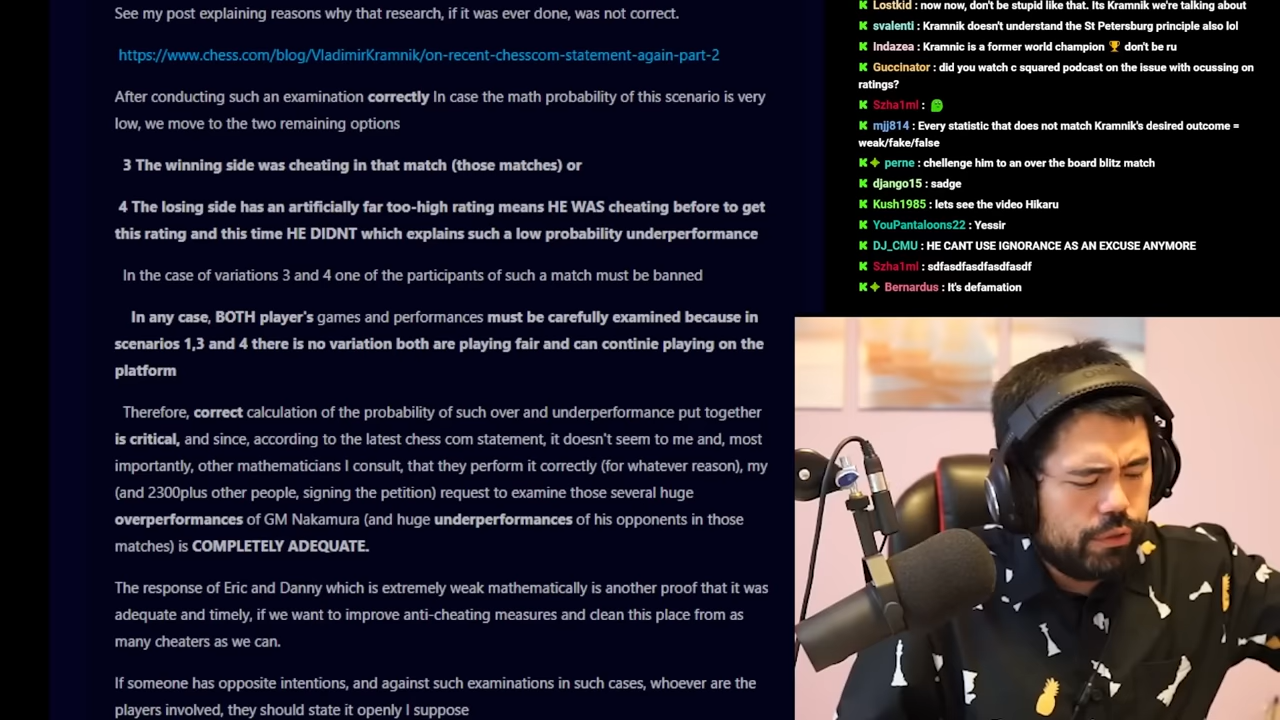 See my post explaining reasons why that research, if it was ever done, was not correct.
https://www.chess.com/blog/VladimirKramnik/on-recent-chesscom-statement-again-part-2
After conducting such an examination correctly In case the math probability of this scenario is very
low, we move to the two remaining options
3 The winning side was cheating in that match (those matches) or
4 The losing side has an artificially far too-high rating means HE WAS cheating before to get
this rating and this time HE DIDNT which explains such a low probability underperformance
In the case of variations 3 and 4 one of the participants of such a match must be banned
In any case, BOTH player's games and performances must be carefully examined because in
scenarios 1,3 and 4 there is no variation both are playing fair and can continie playing on the
platform
Therefore, correct calculation of the probability of such over and underperformance put together
is critical, and since, according to the latest chess com statement, it doesn't seem to me and, most
importantly, other mathematicians I consult, that they perform it correctly (for whatever reason), my
(and 2300plus other people, signing the petition) request to examine those several huge
overperformances of GM Nakamura (and huge underperformances of his opponents in those
matches) is COMPLETELY ADEQUATE.
The response of Eric and Danny which is extremely weak mathematically is another proof that it was
adequate and timely, if we want to improve anti-cheating measures and clean this place from as
many cheaters as we can.
If someone has opposite intentions, and against such examinations in such cases, whoever are the
players involved, they should state it openly I suppose
Lostkid : now now, don't be stupid like that. Its Kramnik we're talking about
svalenti : Kramnik doesn't understand the St Petersburg principle also lol
Indazea : Kramnic is a former world champion 🏆 don't be ru
Guccinator : did you watch c squared podcast on the issue with ocussing on
ratings?
Szha1ml :
mjj814 : Every statistic that does not match Kramnik's desired outcome =
weak/fake/false
perne : chellenge him to an over the board blitz match
django15 : sadge
Kush1985 : lets see the video Hikaru
YouPantaloons22 : Yessir
DJ_CMU : HE CANT USE IGNORANCE AS AN EXCUSE ANYMORE
Szha1ml : sdfasdfasdfasdfasdf
Bernardus : It's defamation